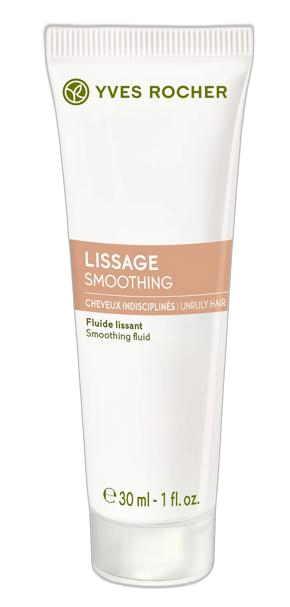 YVES ROCHER
LISSAGE
SMOOTHING
CHEVEUX INDISCIPLINÉS | UNRULY HAIR
Fluide lissant
Smoothing fluid
℮ 30 ml - 1 fl. oz.